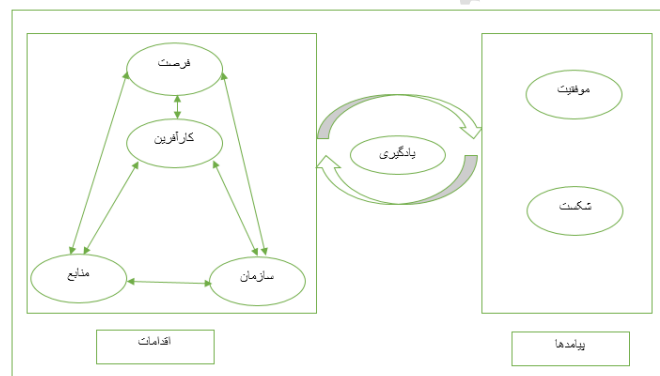 فرصت
موفقیت
کارآفرین
یادگیری
شکست
منابع
سازمان
اقدامات
پیامدها